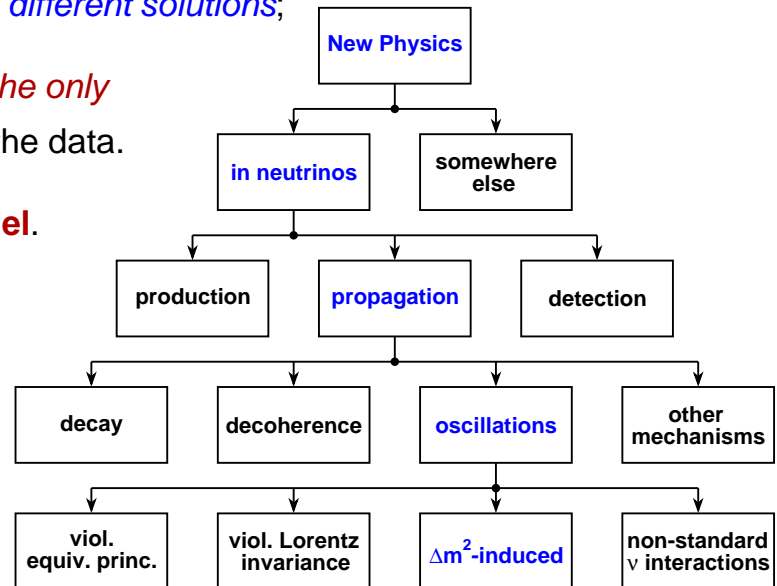 different solutions;
he only
he data.
el.
New Physics
in neutrinos
somewhere
else
production
propagation
detection
decay
decoherence
oscillations
other
mechanisms
viol.
equiv. princ.
viol. Lorentz
invariance
Δm²-induced
non-standard
ν interactions